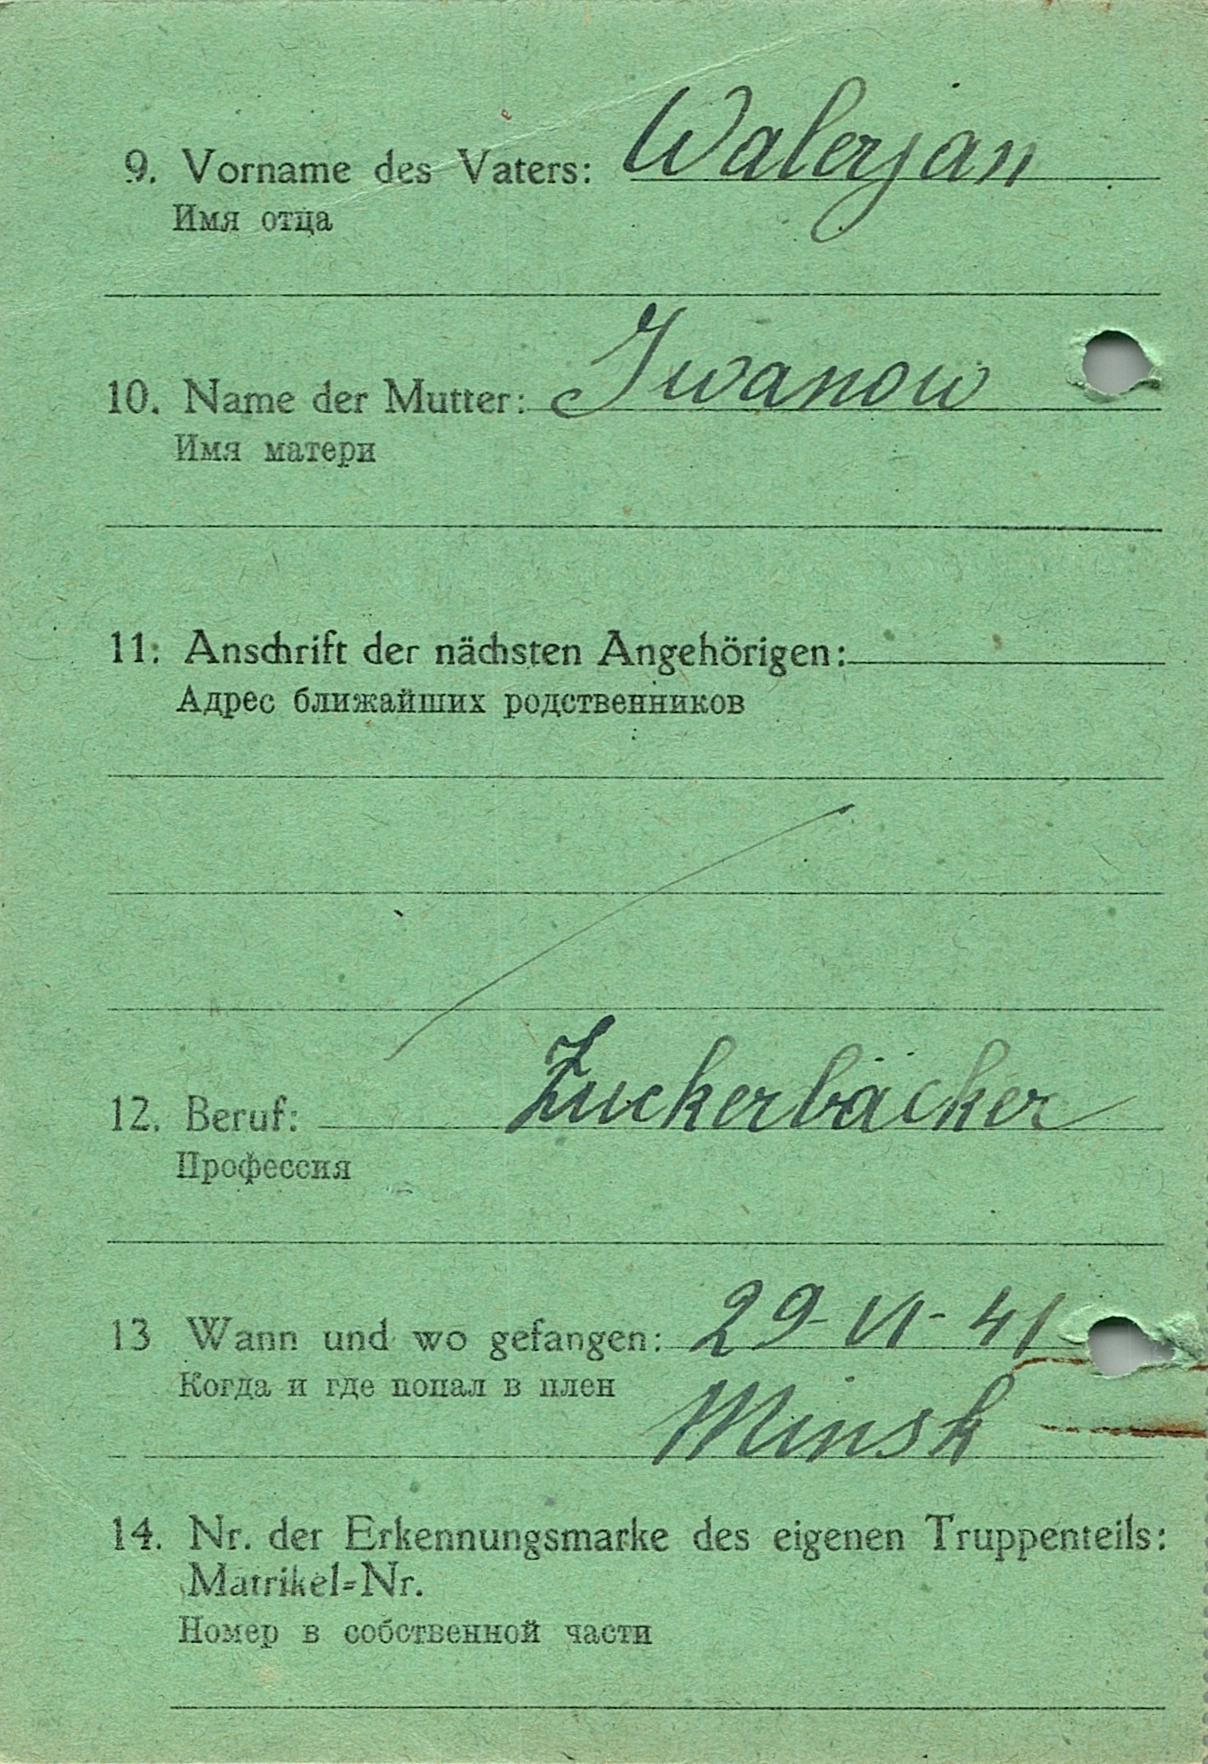 9. Vorname des Vaters: Walerjan
Имя отца
10. Name der Mutter: Iwanow
Имя матери
11: Anschrift der nächsten Angehörigen:
Адрес ближайших родственников
12. Beruf: Zuckerbäcker
Профессия
13 Wann und wo gefangen: 29-VI-41
Когда и где попал в плен
Minsk
14. Nr. der Erkennungsmarke des eigenen Truppenteils:
Matrikel-Nr.
Номер в собственной части